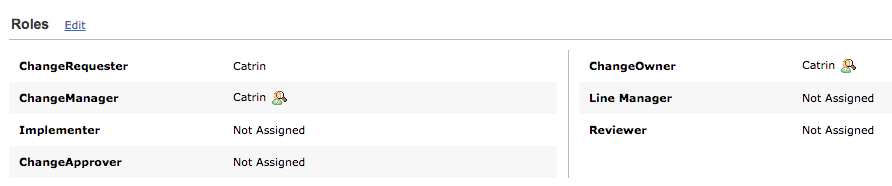 Roles Edit
ChangeRequester Catrin
ChangeManager Catrin
Implementer Not Assigned
ChangeApprover Not Assigned
ChangeOwner Catrin
Line Manager Not Assigned
Reviewer Not Assigned